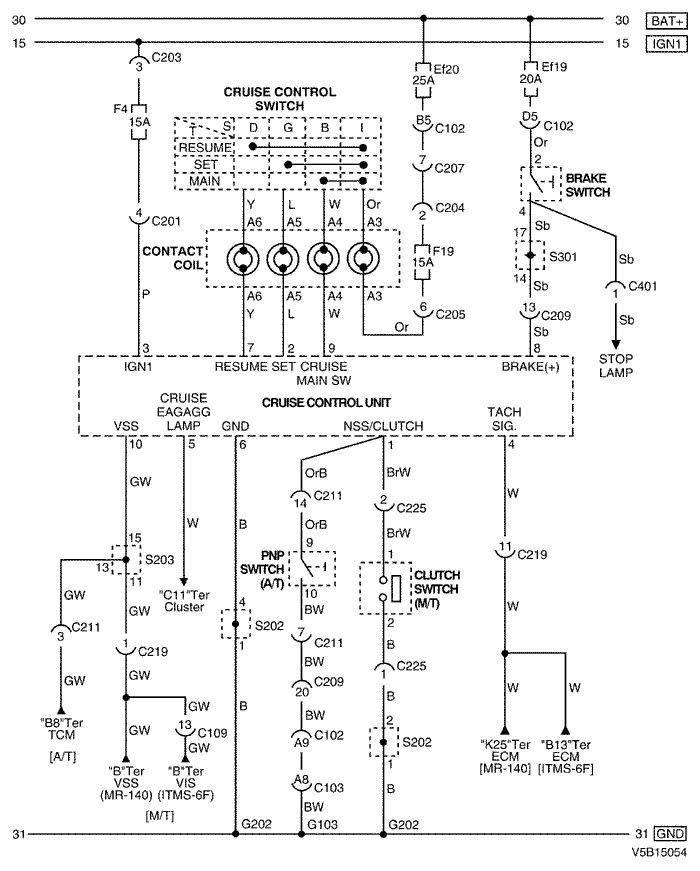 30
30 BAT+
15
15 IGN1
C203
3
F4
15A
CRUISE CONTROL
SWITCH
T S D G B I
RESUME
SET
MAIN
Ef20
25A
Ef19
20A
B5 C102
D5 C102
Or
7 C207
2
BRAKE
SWITCH
4 C201
Y L W Or
A6 A5 A4 A3
C204
2
4
Sb
17
S301
14
Sb
Sb
C401
1
Sb
CONTACT
COIL
F19
15A
A6 A5 A4 A3
Y L W
6 C205
Or
13 C209
Sb
STOP
LAMP
P
3 7 2 9 8
IGN1 RESUME SET CRUISE
MAIN SW
BRAKE(+)
CRUISE CONTROL UNIT
CRUISE
EAGAGG
LAMP
VSS GND NSS/CLUTCH
TACH
SIG.
10 5 6 1 4
GW
W
B
OrB
BrW
W
14 C211
2 C225
OrB
BrW
11 C219
15
13 S203
11
9
PNP
SWITCH
(A/T)
10
1
CLUTCH
SWITCH
(M/T)
2
GW
GW
"C11"Ter
Cluster
4
S202
1
BW
B
W
3 C211
1 C219
7 C211
C225
1
BW
GW
GW
GW
20 C209
B
W W
BW
GW
13 C109
GW
B
A9 C102
2
S202
1
"B8"Ter
TCM
[A/T]
"B"Ter
VSS
(MR-140)
"B"Ter
VIS
(ITMS-6F)
[M/T]
A8 C103
BW
B
"K25"Ter
ECM
[MR-140]
"B13"Ter
ECM
[ITMS-6F]
31 G202 G103 G202 31 GND
V5B15054